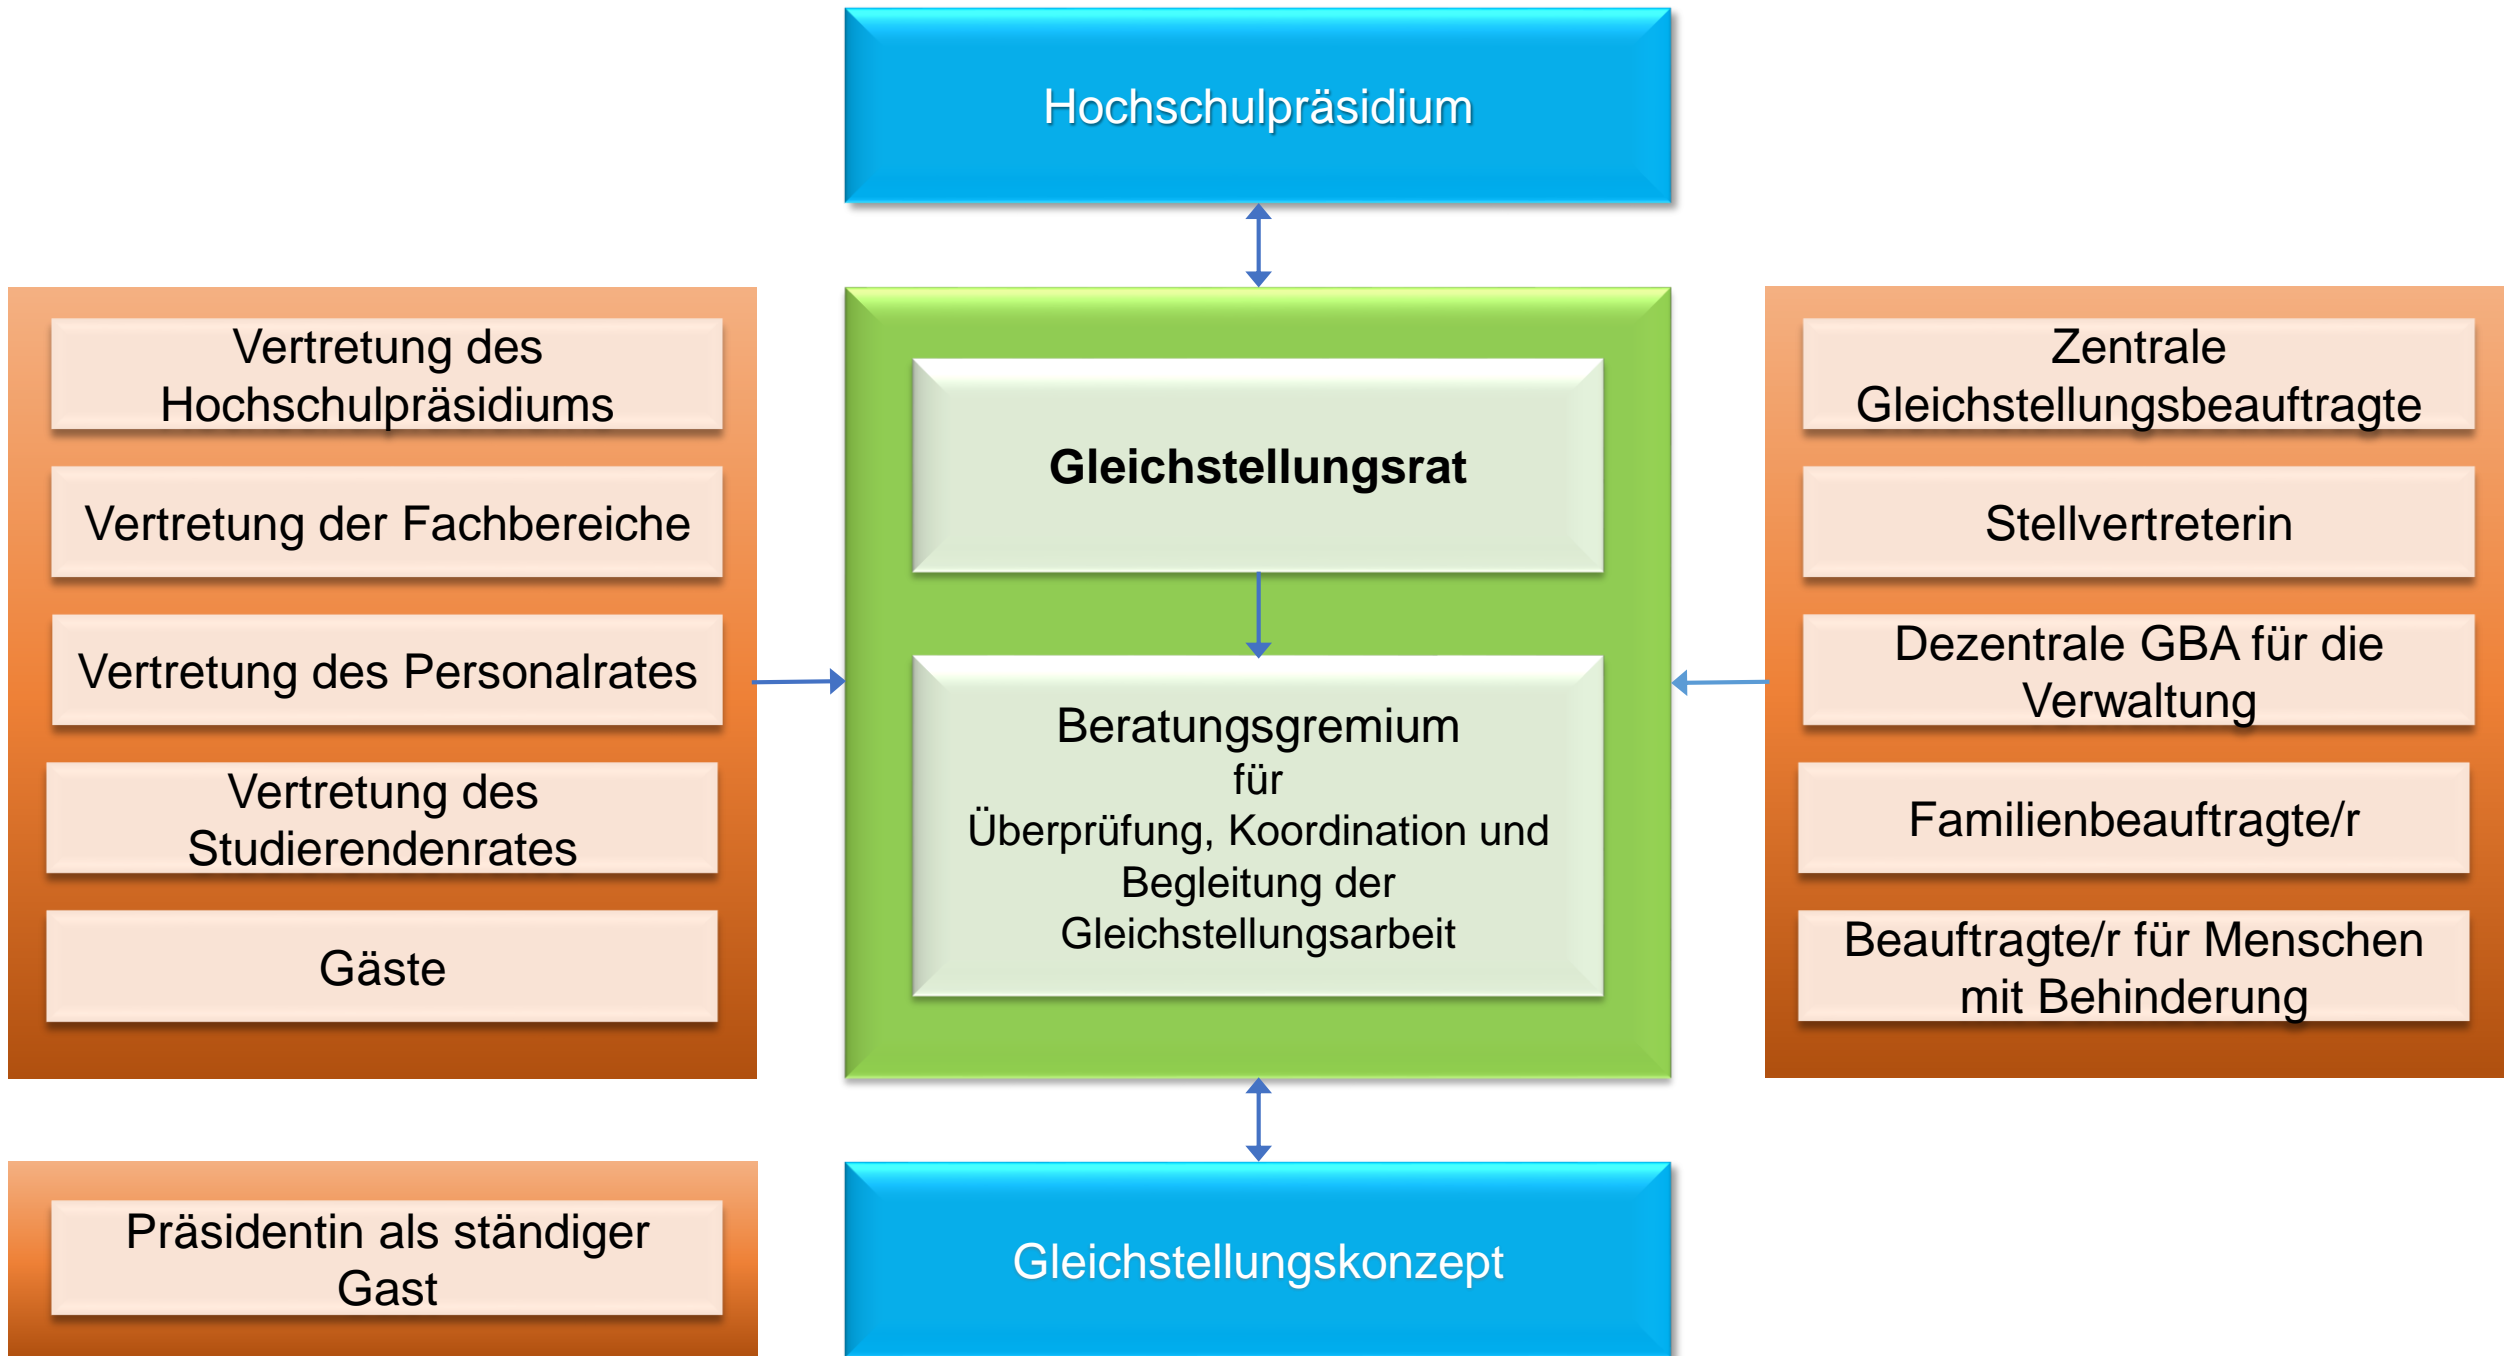 Hochschulpräsidium
Vertretung des
Hochschulpräsidiums
Vertretung der Fachbereiche
Vertretung des Personalrates
Vertretung des
Studierendenrates
Gäste
Gleichstellungsrat
Beratungsgremium
für
Überprüfung, Koordination und
Begleitung der
Gleichstellungsarbeit
Zentrale
Gleichstellungsbeauftragte
Stellvertreterin
Dezentrale GBA für die
Verwaltung
Familienbeauftragte/r
Beauftragte/r für Menschen
mit Behinderung
Präsidentin als ständiger
Gast
Gleichstellungskonzept